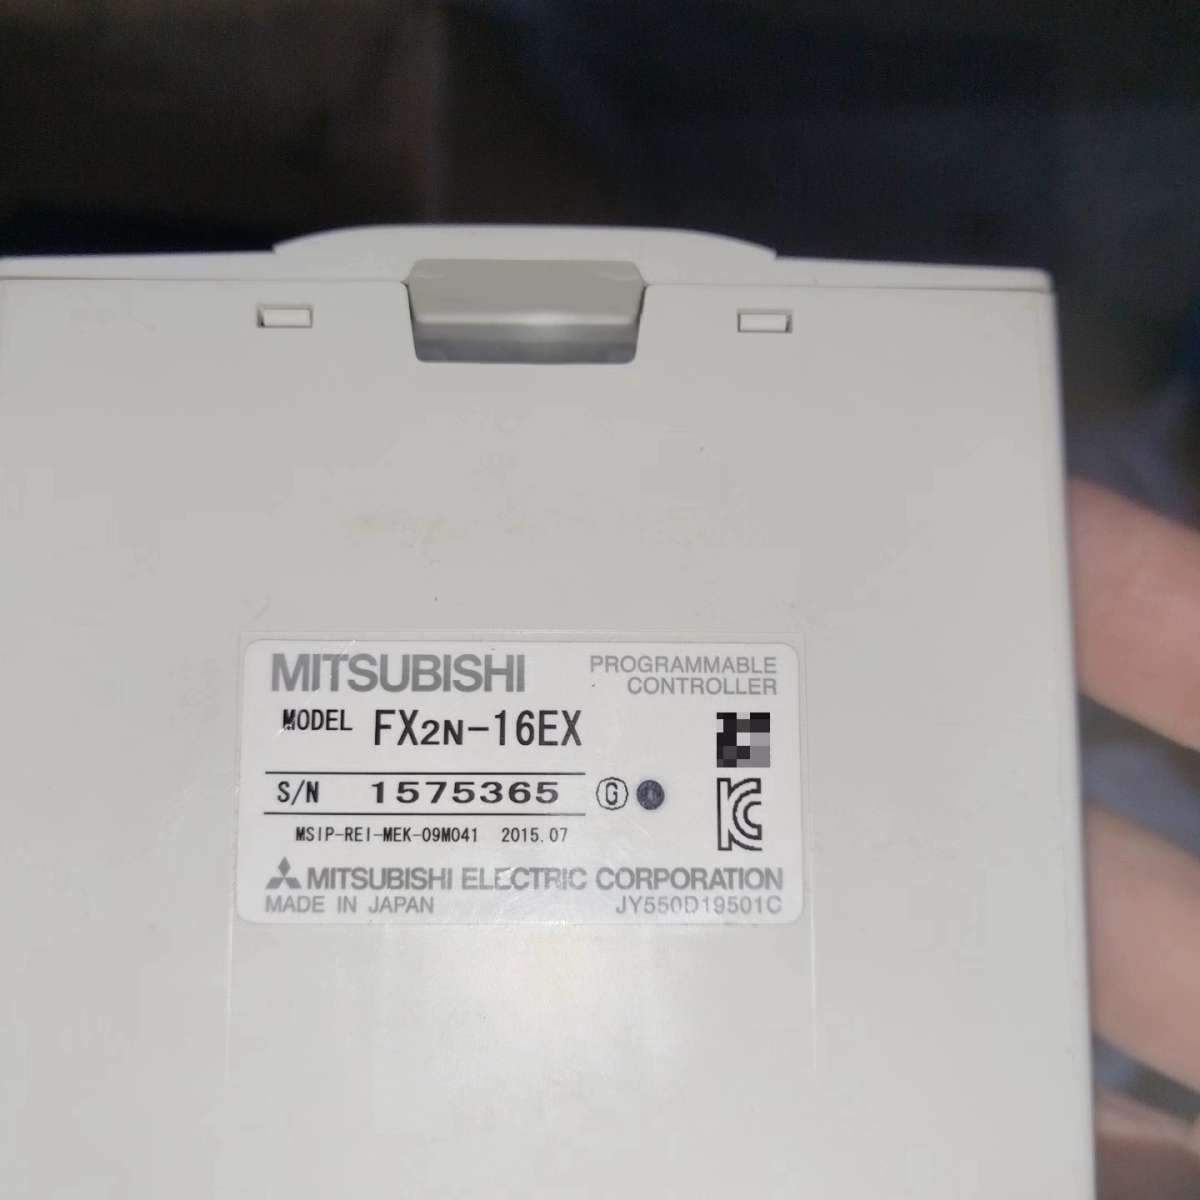 MITSUBISHI
PROGRAMMABLE
CONTROLLER
MODEL FX2N-16EX
S/N 1575365 G
MSIP-REI-MEK-09M041 2015.07
MITSUBISHI ELECTRIC CORPORATION
MADE IN JAPAN JY550D19501C